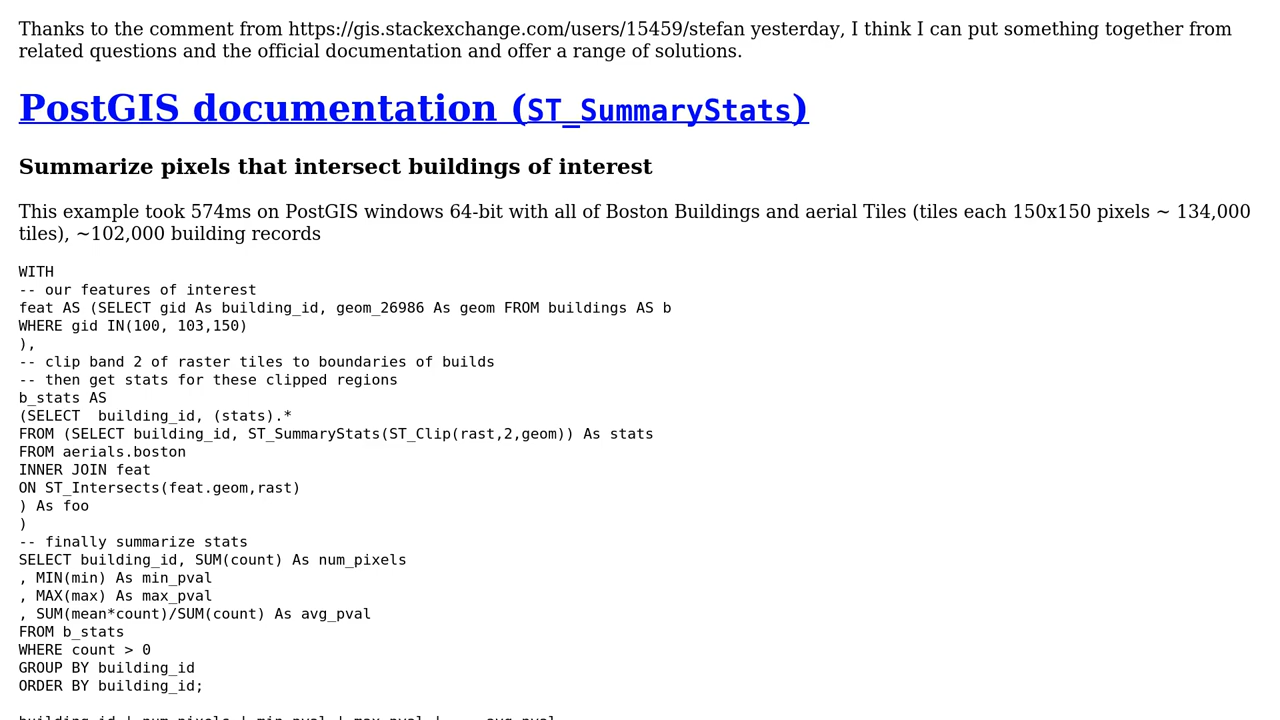 Thanks to the comment from https://gis.stackexchange.com/users/15459/stefan yesterday, I think I can put something together from
related questions and the official documentation and offer a range of solutions.
PostGIS documentation (ST_SummaryStats)
Summarize pixels that intersect buildings of interest
This example took 574ms on PostGIS windows 64-bit with all of Boston Buildings and aerial Tiles (tiles each 150x150 pixels ~ 134,000
tiles), ~102,000 building records
WITH
-- our features of interest
feat AS (SELECT gid As building_id, geom_26986 As geom FROM buildings AS b
WHERE gid IN(100, 103,150)
),
-- clip band 2 of raster tiles to boundaries of builds
-- then get stats for these clipped regions
b_stats AS
(SELECT  building_id, (stats).*
FROM (SELECT building_id, ST_SummaryStats(ST_Clip(rast,2,geom)) As stats
FROM aerials.boston
INNER JOIN feat
ON ST_Intersects(feat.geom,rast)
) As foo
)
-- finally summarize stats
SELECT building_id, SUM(count) As num_pixels
, MIN(min) As min_pval
, MAX(max) As max_pval
, SUM(mean*count)/SUM(count) As avg_pval
FROM b_stats
WHERE count > 0
GROUP BY building_id
ORDER BY building_id;
building_id | num_pixels | min_pval | max_pval |     avg_pval